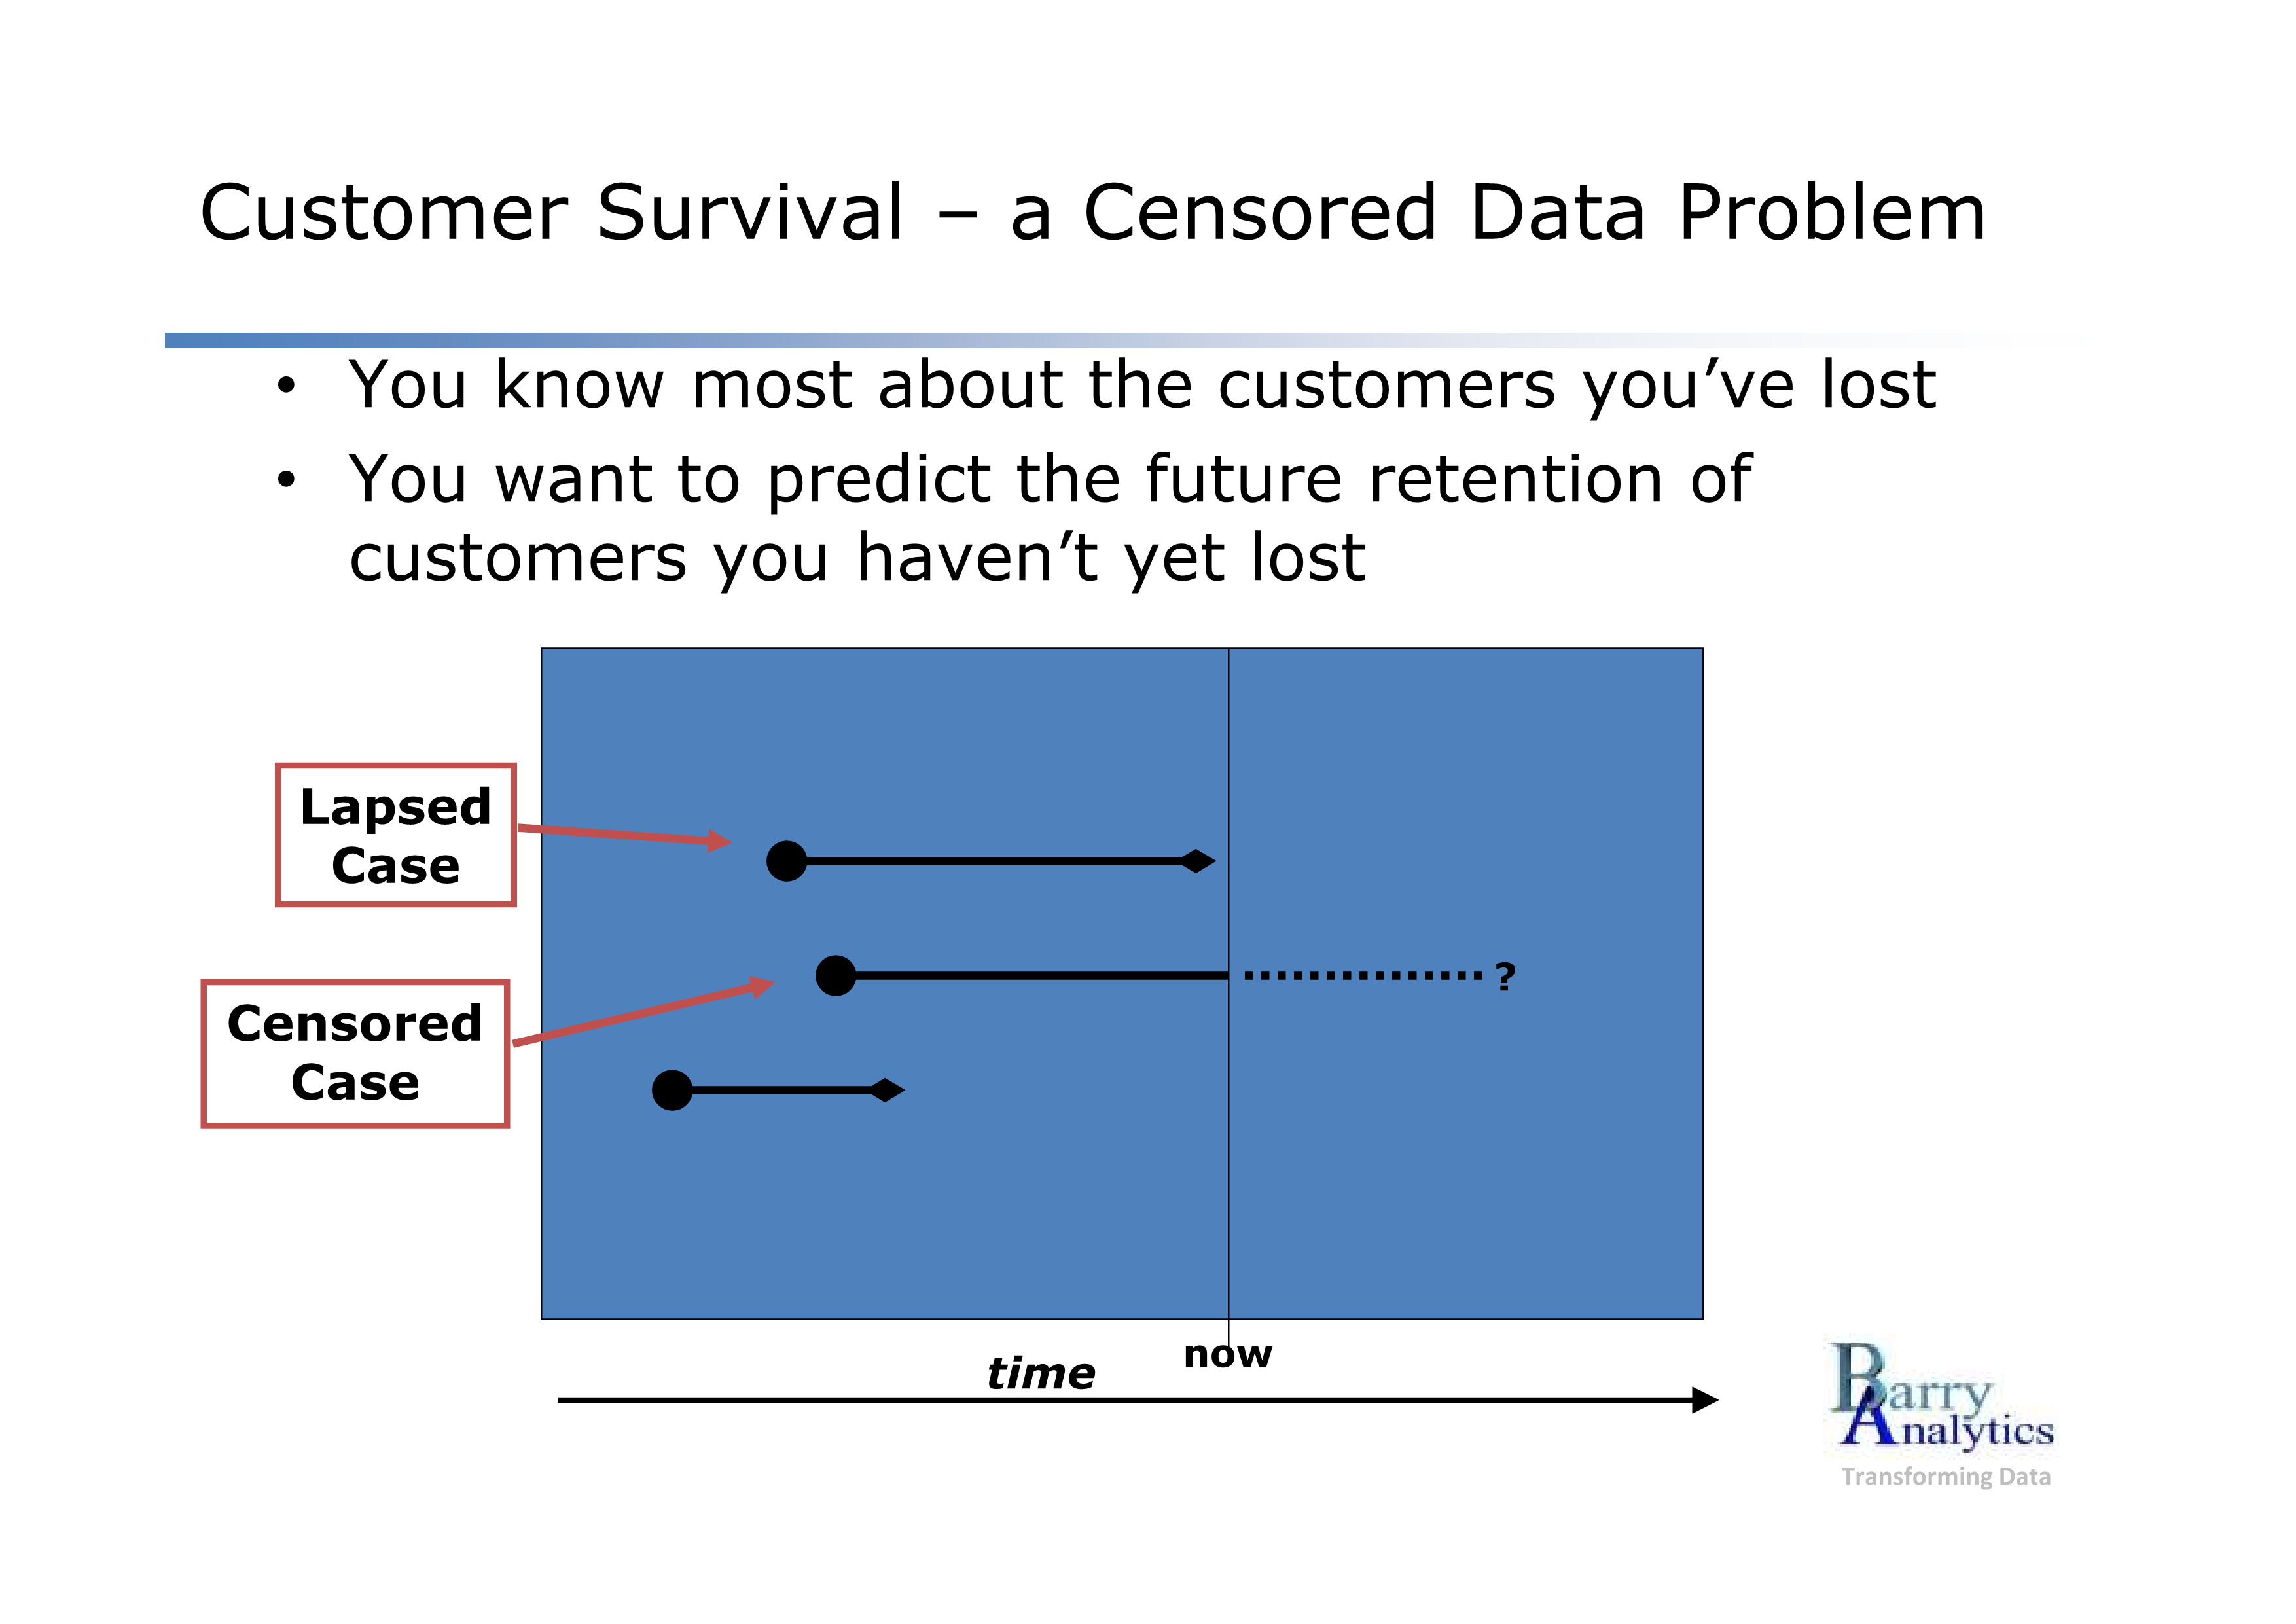 Customer Survival – a Censored Data Problem
• You know most about the customers you’ve lost
• You want to predict the future retention of
customers you haven’t yet lost
Lapsed
Case
Censored
Case
?
now
time
Barry
Analytics
Transforming Data